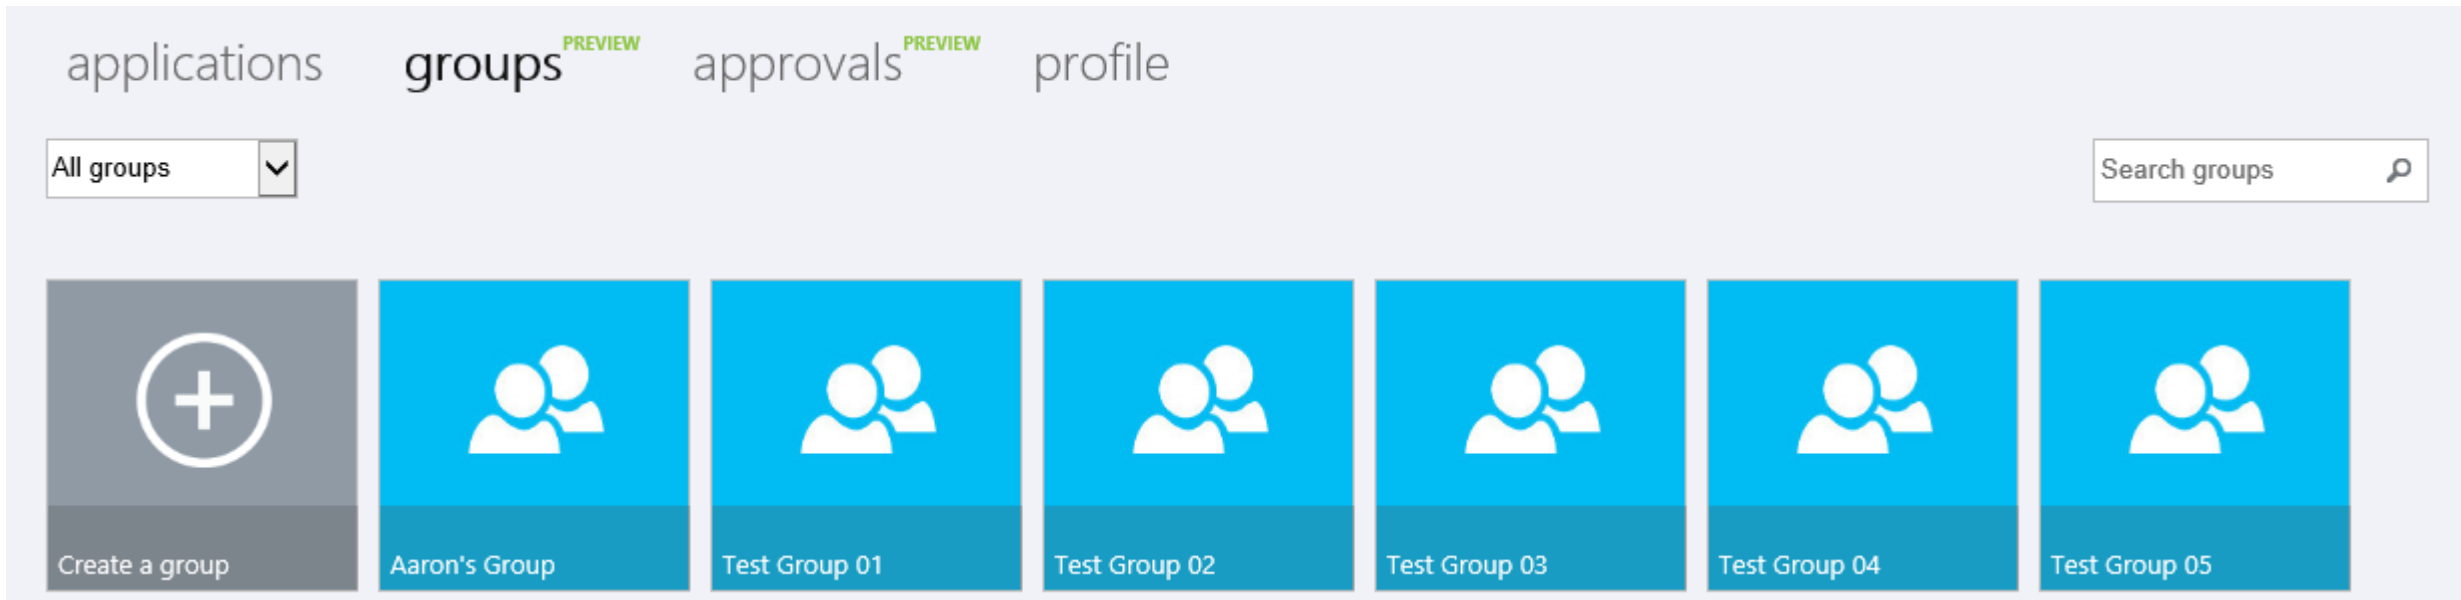 applications groups PREVIEW approvals PREVIEW profile
All groups Search groups
Create a group Aaron's Group Test Group 01 Test Group 02 Test Group 03 Test Group 04 Test Group 05